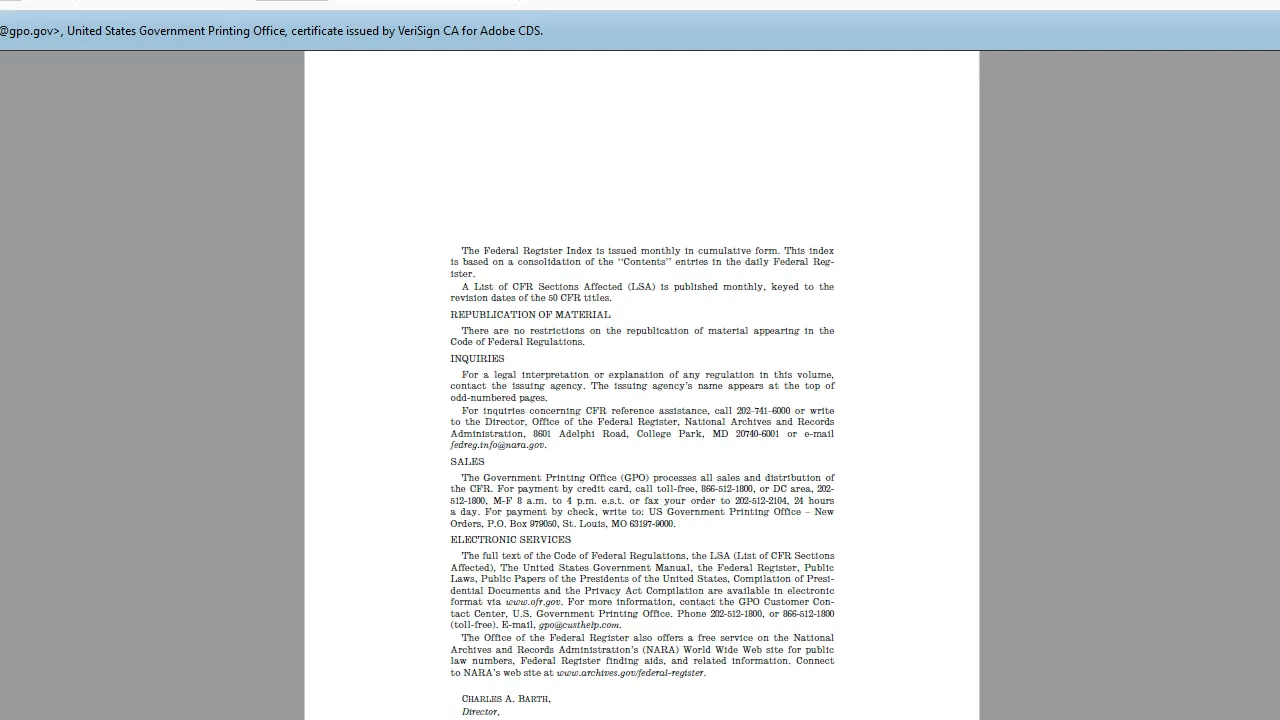 @gpo.gov>, United States Government Printing Office, certificate issued by VeriSign CA for Adobe CDS.
The Federal Register Index is issued monthly in cumulative form. This index
is based on a consolidation of the ‘‘Contents’’ entries in the daily Federal Reg-
ister.
A List of CFR Sections Affected (LSA) is published monthly, keyed to the
revision dates of the 50 CFR titles.
REPUBLICATION OF MATERIAL
There are no restrictions on the republication of material appearing in the
Code of Federal Regulations.
INQUIRIES
For a legal interpretation or explanation of any regulation in this volume,
contact the issuing agency. The issuing agency’s name appears at the top of
odd-numbered pages.
For inquiries concerning CFR reference assistance, call 202–741–6000 or write
to the Director, Office of the Federal Register, National Archives and Records
Administration, 8601 Adelphi Road, College Park, MD 20740-6001 or e-mail
fedreg.info@nara.gov.
SALES
The Government Printing Office (GPO) processes all sales and distribution of
the CFR. For payment by credit card, call toll-free, 866-512-1800, or DC area, 202-
512-1800, M-F 8 a.m. to 4 p.m. e.s.t. or fax your order to 202-512-2104, 24 hours
a day. For payment by check, write to: US Government Printing Office – New
Orders, P.O. Box 979050, St. Louis, MO 63197-9000.
ELECTRONIC SERVICES
The full text of the Code of Federal Regulations, the LSA (List of CFR Sections
Affected), The United States Government Manual, the Federal Register, Public
Laws, Public Papers of the Presidents of the United States, Compilation of Presi-
dential Documents and the Privacy Act Compilation are available in electronic
format via www.ofr.gov. For more information, contact the GPO Customer Con-
tact Center, U.S. Government Printing Office. Phone 202-512-1800, or 866-512-1800
(toll-free). E-mail, gpo@custhelp.com.
The Office of the Federal Register also offers a free service on the National
Archives and Records Administration’s (NARA) World Wide Web site for public
law numbers, Federal Register finding aids, and related information. Connect
to NARA’s web site at www.archives.gov/federal-register.
CHARLES A. BARTH,
Director,